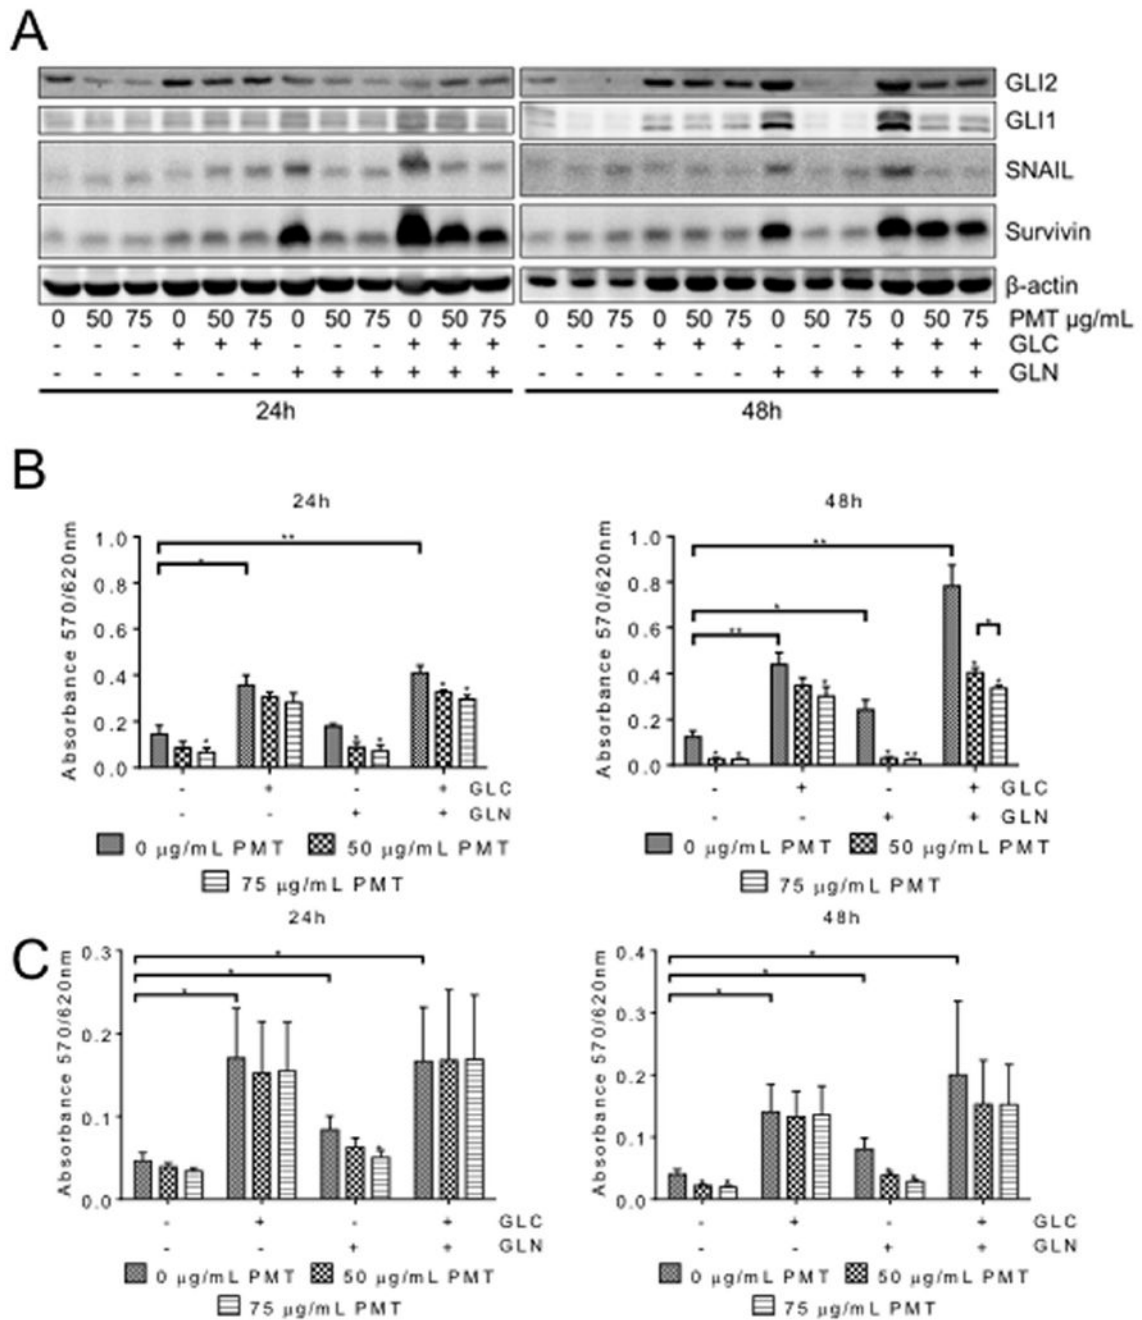 A
GLI2
GLI1
SNAIL
Survivin
β-actin
0 50 75 0 50 75 0 50 75 0 50 75 0 50 75 0 50 75 0 50 75 0 50 75 PMT µg/mL
- - - + + + - - - + + + - - - + + + - - - + + + GLC
- - - - - - + + + + + + - - - - - - + + + + + + GLN
24h 48h
B
24h
Absorbance 570/620nm
1.0
0.8
0.6
0.4
0.2
0.0
**
*
- + - + GLC
- - + + GLN
0 µg/mL PMT 50 µg/mL PMT
75 µg/mL PMT
48h
Absorbance 570/620nm
1.0
0.8
0.6
0.4
0.2
0.0
**
*
**
*
- + - + GLC
- - + + GLN
0 µg/mL PMT 50 µg/mL PMT
75 µg/mL PMT
C
24h
Absorbance 570/620nm
0.3
0.2
0.1
0.0
*
*
*
- + - + GLC
- - + + GLN
0 µg/mL PMT 50 µg/mL PMT
75 µg/mL PMT
48h
Absorbance 570/620nm
0.4
0.3
0.2
0.1
0.0
*
*
*
- + - + GLC
- - + + GLN
0 µg/mL PMT 50 µg/mL PMT
75 µg/mL PMT